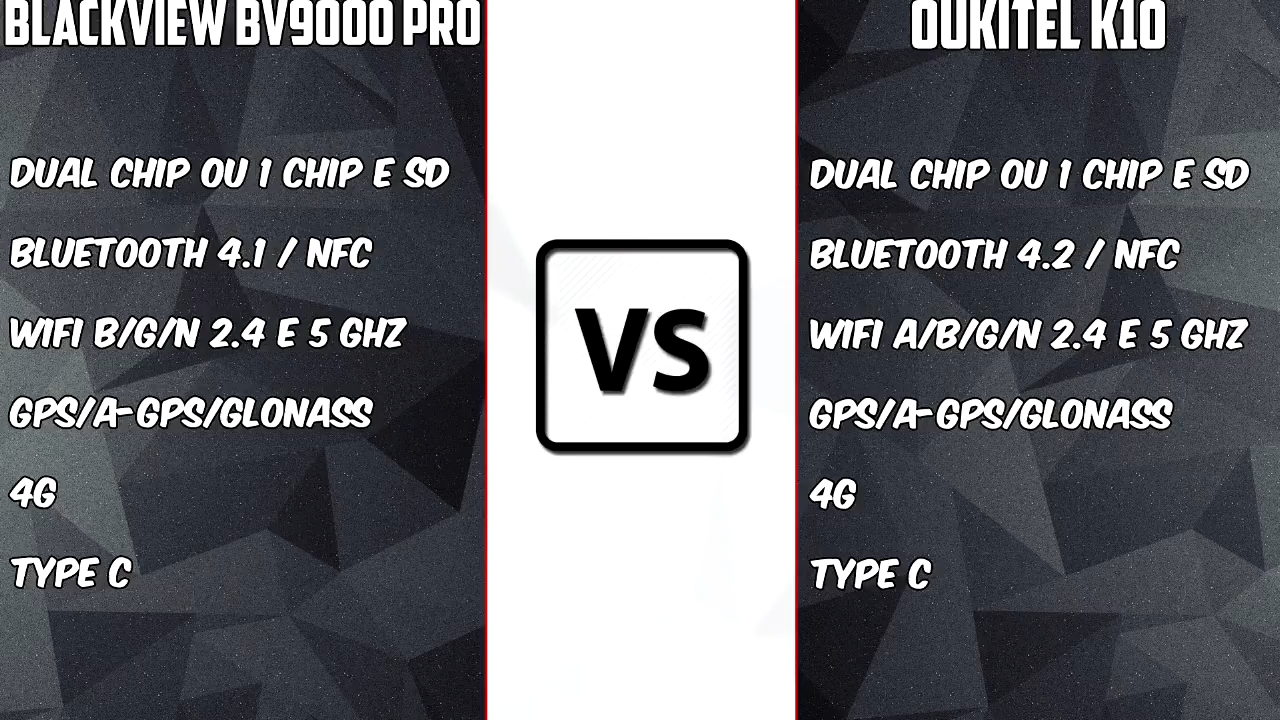 BLACKVIEW BV9000 PRO
DUAL CHIP OU 1 CHIP E SD
BLUETOOTH 4.1 / NFC
WIFI B/G/N 2.4 E 5 GHZ
GPS/A-GPS/GLONASS
4G
TYPE C
VS
OUKITEL K10
DUAL CHIP OU 1 CHIP E SD
BLUETOOTH 4.2 / NFC
WIFI A/B/G/N 2.4 E 5 GHZ
GPS/A-GPS/GLONASS
4G
TYPE C